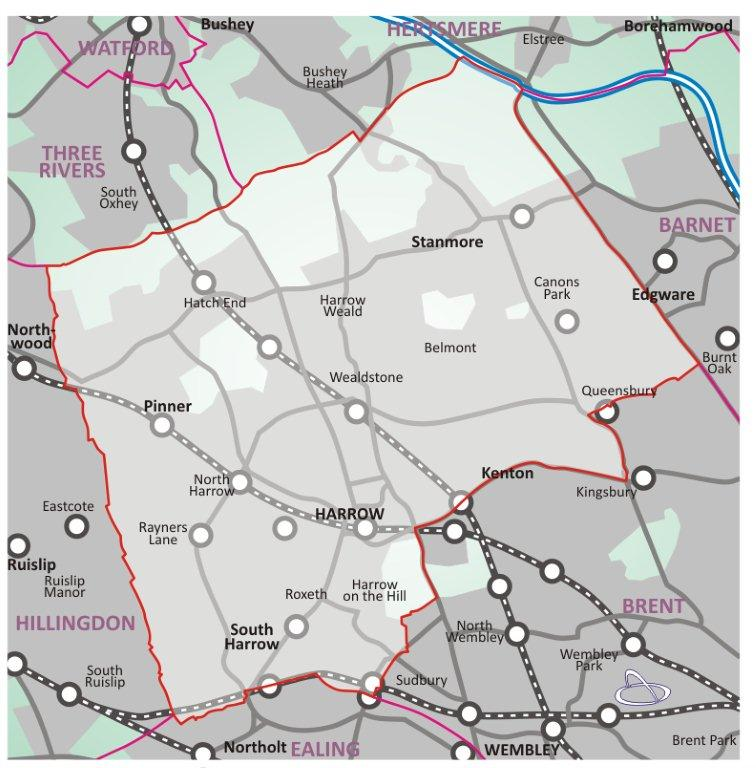 Bushey
HERTSMERE
Borehamwood
WATFORD
Elstree
Bushey
Heath
THREE
RIVERS
South
Oxhey
BARNET
Stanmore
Canons
Park
Edgware
Hatch End
Harrow
Weald
North-
wood
Belmont
Burnt
Oak
Wealdstone
Queensbury
Pinner
Kenton
North
Harrow
Kingsbury
Eastcote
HARROW
Rayners
Lane
Ruislip
Ruislip
Manor
Roxeth
Harrow
on the Hill
BRENT
HILLINGDON
South
Harrow
North
Wembley
Wembley
Park
South
Ruislip
Sudbury
Northolt
EALING
WEMBLEY
Brent Park